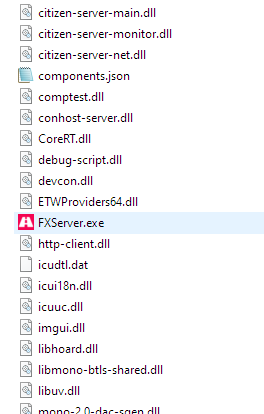 citizen-server-main.dll
citizen-server-monitor.dll
citizen-server-net.dll
components.json
comptest.dll
conhost-server.dll
CoreRT.dll
debug-script.dll
devcon.dll
ETWProviders64.dll
FXServer.exe
http-client.dll
icudtl.dat
icui18n.dll
icuuc.dll
imgui.dll
libhoard.dll
libmono-btls-shared.dll
libuv.dll
mono-2.0-dac-sgen.dll